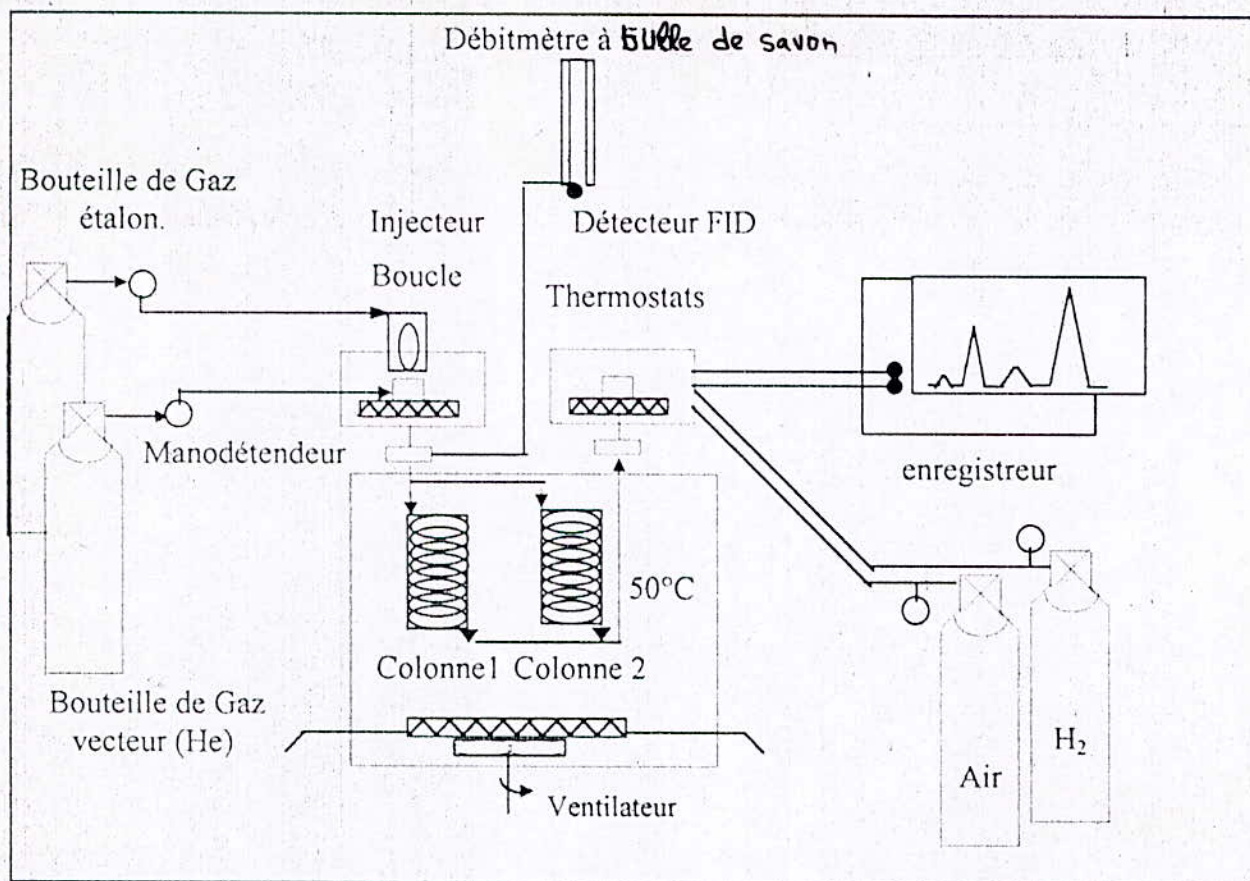 Débitmètre à bulle de savon
Bouteille de Gaz
étalon.
Injecteur
Boucle
Détecteur FID
Thermostats
Manodétendeur
enregistreur
50°C
Colonne1 Colonne 2
Bouteille de Gaz
vecteur (He)
Ventilateur
Air
H₂